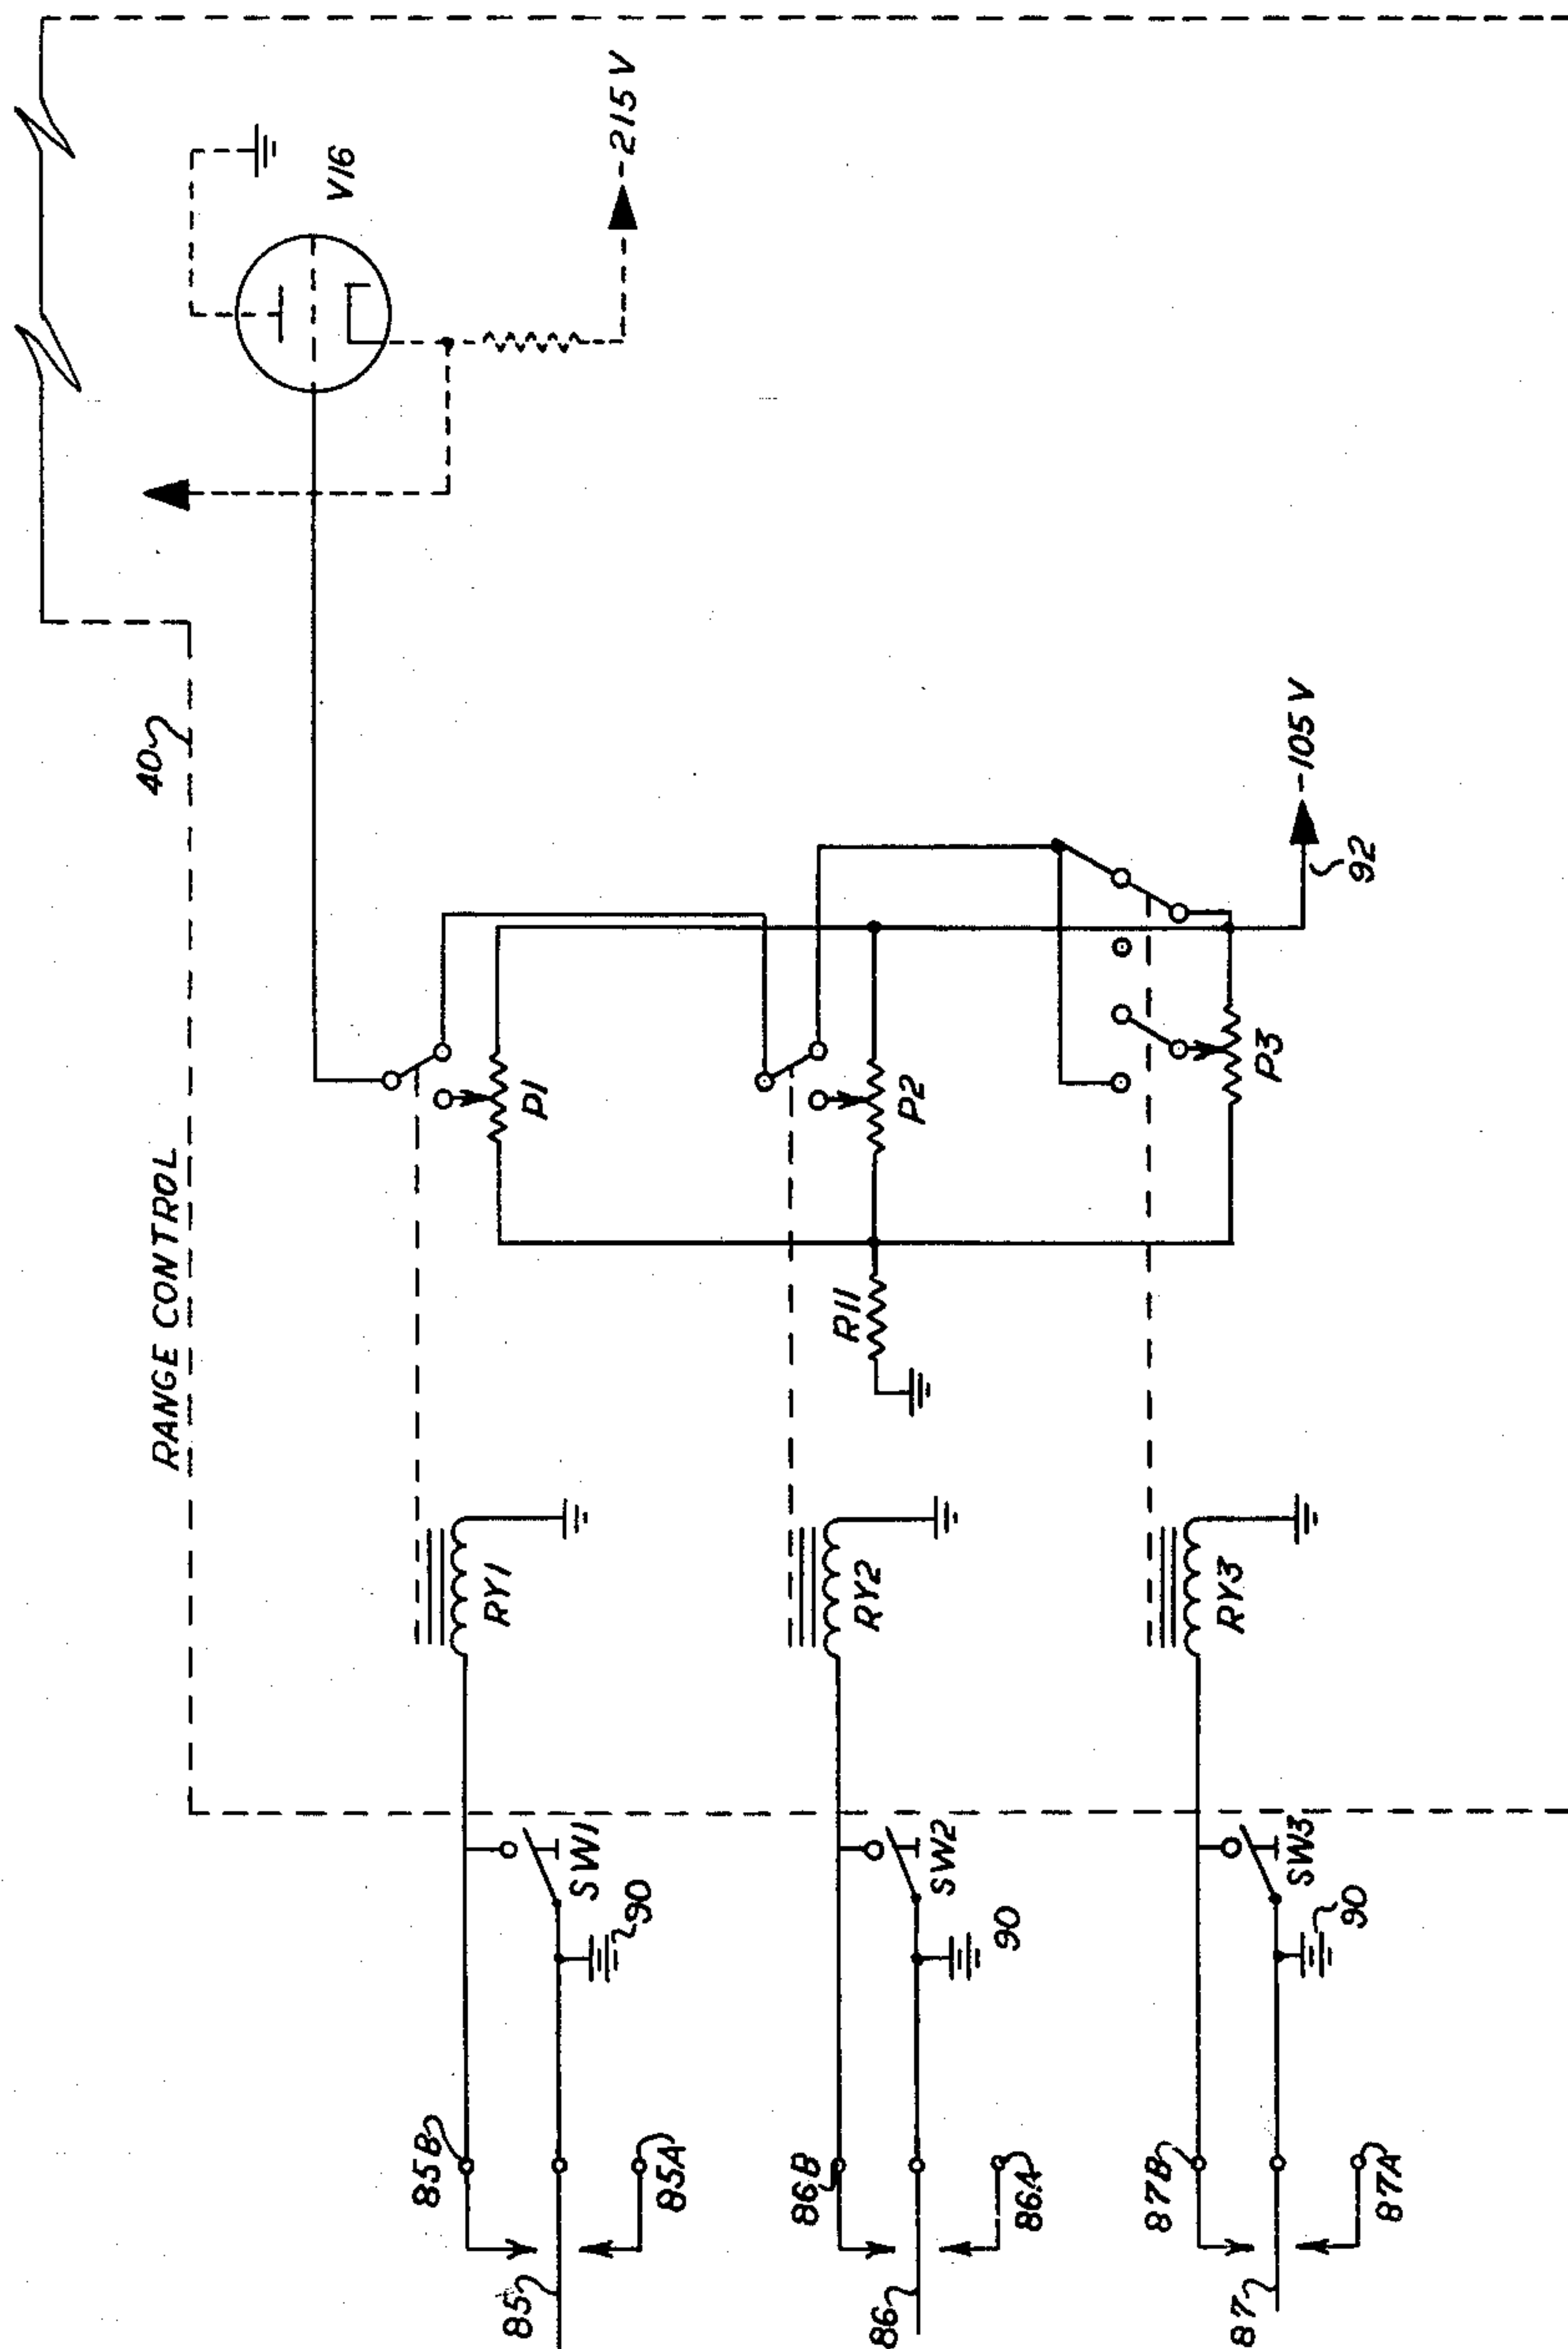 RANGE CONTROL
40
V16
-215 V
85B
85
85A
SW1
90
RY1
P1
86B
86
86A
SW2
90
RY2
R11
P2
87B
87
87A
SW3
90
RY3
P3
-105 V
92